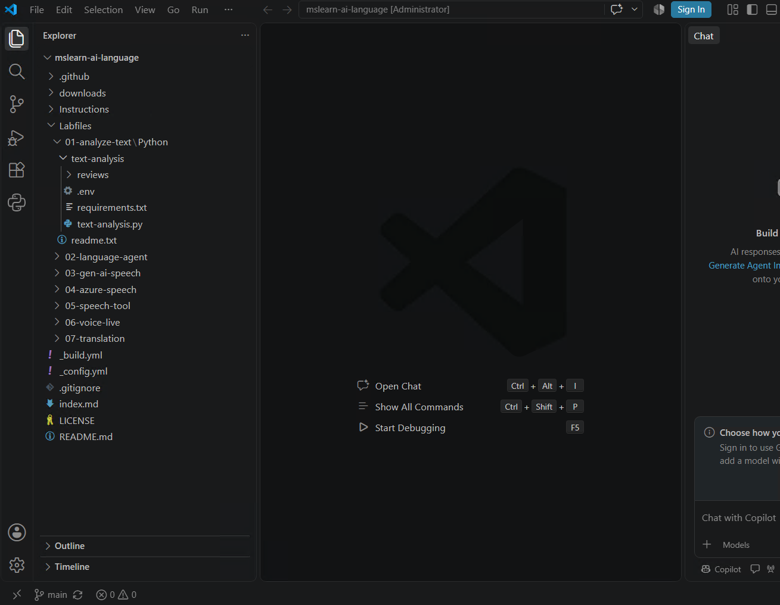 File Edit Selection View Go Run ···
mslearn-ai-language [Administrator]
Sign In
Explorer
mslearn-ai-language
.github
downloads
Instructions
Labfiles
01-analyze-text\Python
text-analysis
reviews
.env
requirements.txt
text-analysis.py
readme.txt
02-language-agent
03-gen-ai-speech
04-azure-speech
05-speech-tool
06-voice-live
07-translation
_build.yml
_config.yml
.gitignore
index.md
LICENSE
README.md
Outline
Timeline
Open Chat Ctrl + Alt + I
Show All Commands Ctrl + Shift + P
Start Debugging F5
Chat
Build
AI responses
Generate Agent In
onto yo
Choose how yo
Sign in to use G
add a model wi
Chat with Copilot
+ Models
Copilot
main 0 0